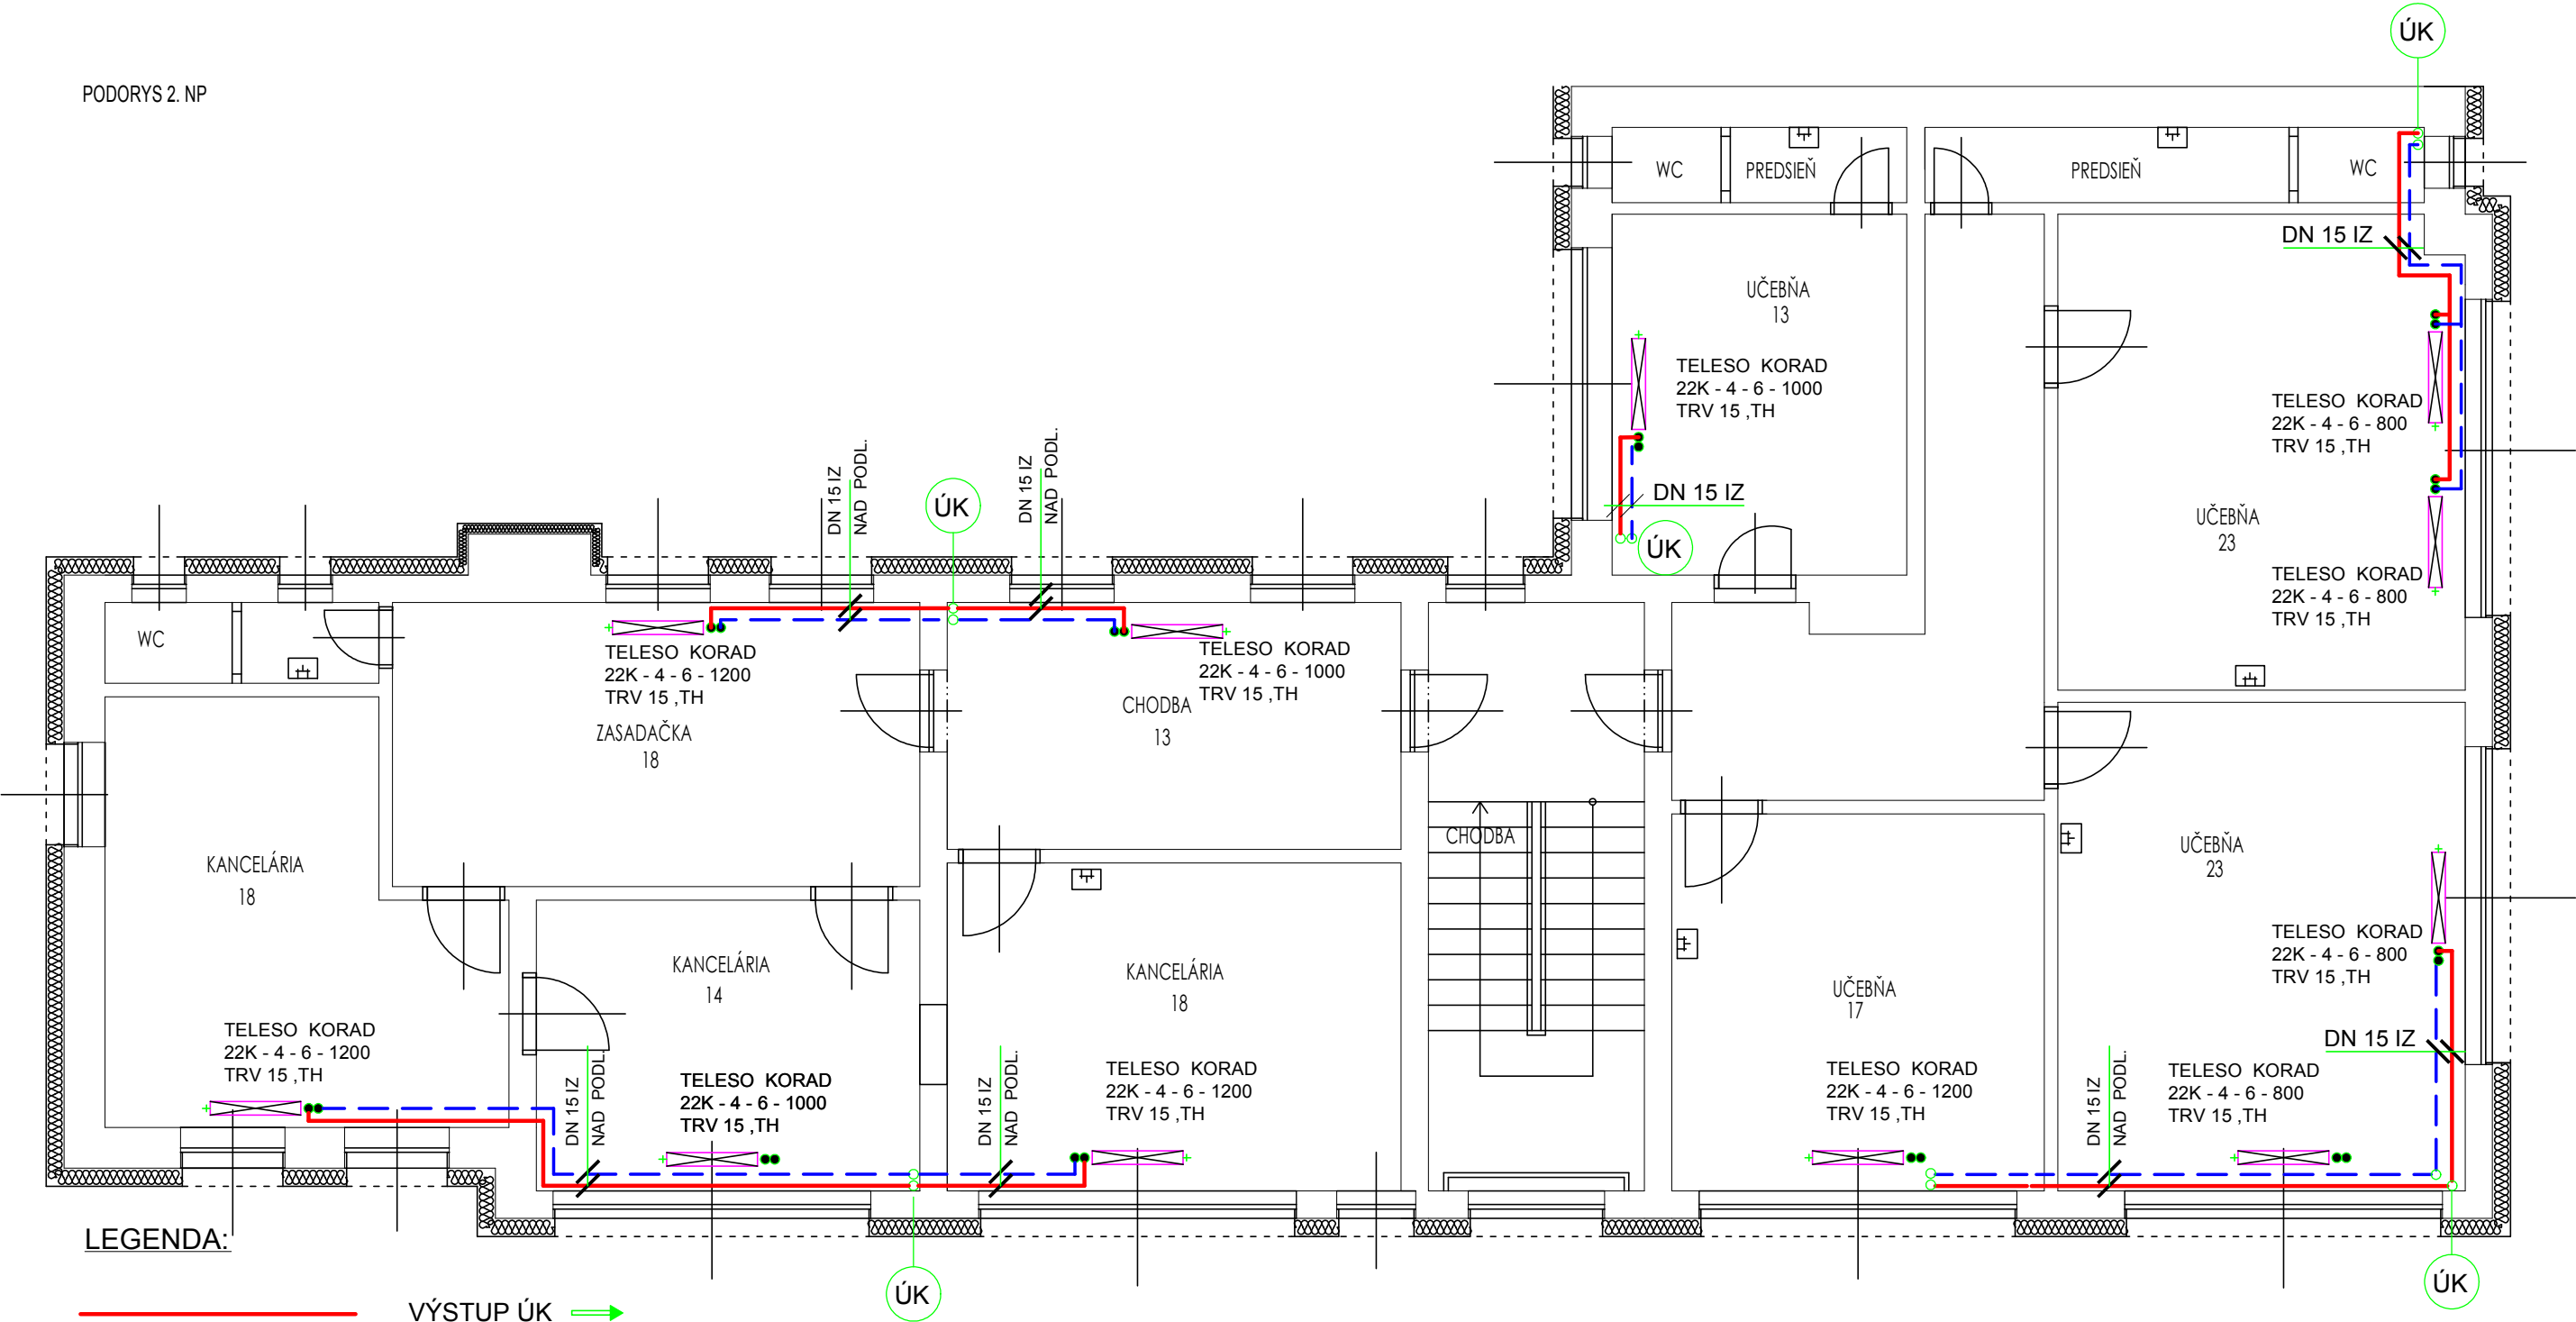 ÚK
PODORYS 2. NP
WC
PREDSIEŇ
PREDSIEŇ
WC
DN 15 IZ
UČEBŇA
13
TELESO KORAD
22K - 4 - 6 - 1000
TRV 15 ,TH
TELESO KORAD
22K - 4 - 6 - 800
TRV 15 ,TH
DN 15 IZ
NAD PODL.
ÚK
DN 15 IZ
NAD PODL.
DN 15 IZ
ÚK
UČEBŇA
23
TELESO KORAD
22K - 4 - 6 - 800
TRV 15 ,TH
WC
TELESO KORAD
22K - 4 - 6 - 1200
TRV 15 ,TH
ZASADAČKA
18
TELESO KORAD
22K - 4 - 6 - 1000
TRV 15 ,TH
CHODBA
13
CHODBA
KANCELÁRIA
18
UČEBŇA
23
KANCELÁRIA
14
KANCELÁRIA
18
UČEBŇA
17
TELESO KORAD
22K - 4 - 6 - 800
TRV 15 ,TH
TELESO KORAD
22K - 4 - 6 - 1200
TRV 15 ,TH
DN 15 IZ
NAD PODL.
TELESO KORAD
22K - 4 - 6 - 1000
TRV 15 ,TH
DN 15 IZ
NAD PODL.
TELESO KORAD
22K - 4 - 6 - 1200
TRV 15 ,TH
TELESO KORAD
22K - 4 - 6 - 1200
TRV 15 ,TH
DN 15 IZ
NAD PODL.
TELESO KORAD
22K - 4 - 6 - 800
TRV 15 ,TH
DN 15 IZ
LEGENDA:
ÚK
ÚK
VÝSTUP ÚK